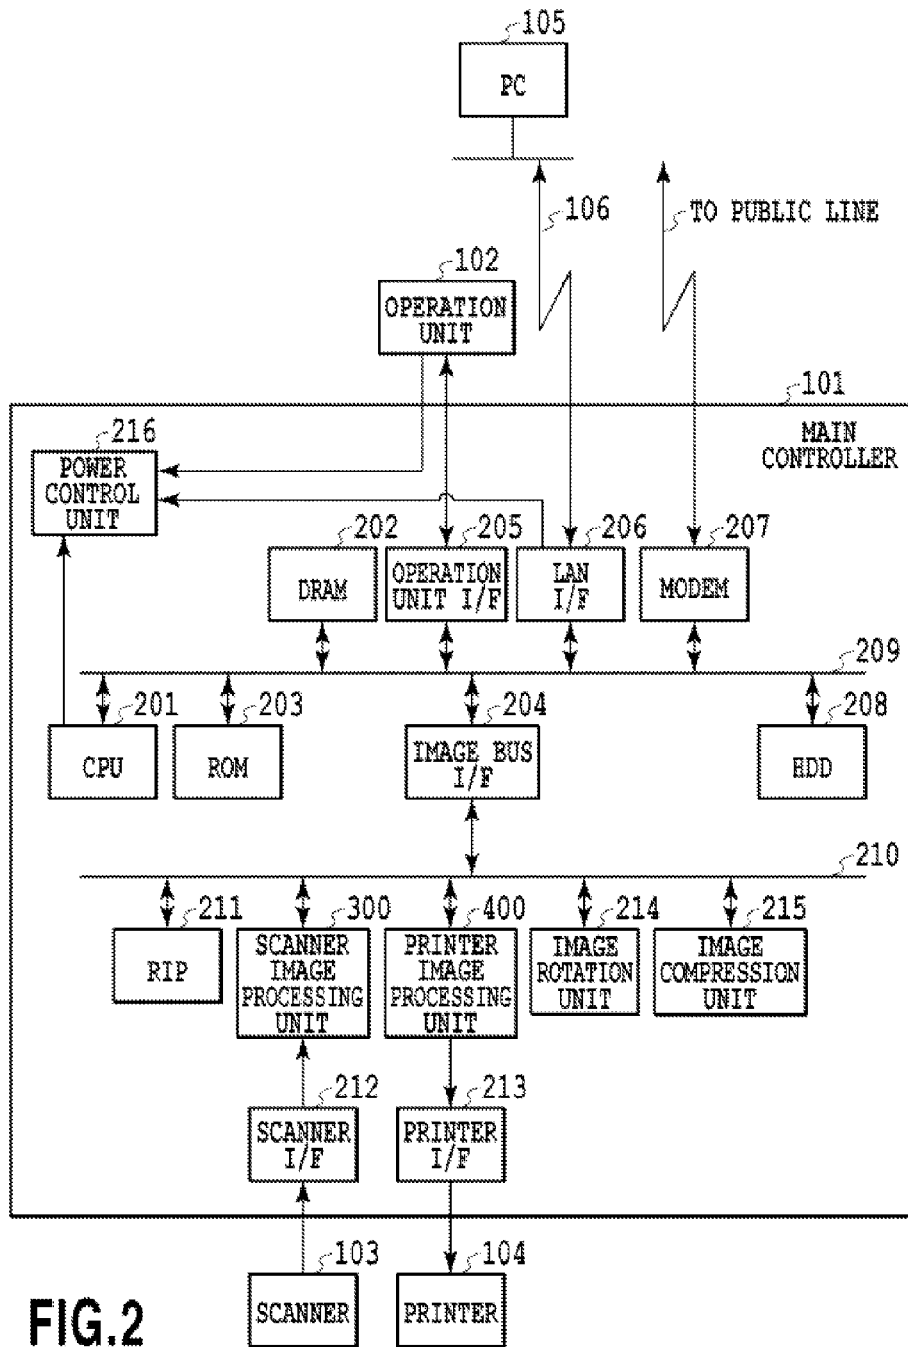 105
PC
106
TO PUBLIC LINE
102
OPERATION
UNIT
101
MAIN
CONTROLLER
216
POWER
CONTROL
UNIT
202
DRAM
205
OPERATION
UNIT I/F
206
LAN
I/F
207
MODEM
209
201
CPU
203
ROM
204
IMAGE BUS
I/F
208
HDD
210
211
RIP
300
SCANNER
IMAGE
PROCESSING
UNIT
400
PRINTER
IMAGE
PROCESSING
UNIT
214
IMAGE
ROTATION
UNIT
215
IMAGE
COMPRESSION
UNIT
212
SCANNER
I/F
213
PRINTER
I/F
103
SCANNER
104
PRINTER
FIG.2